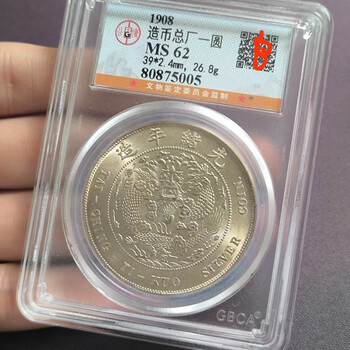 1908
造币总厂一圆
MS 62
39*2.4mm, 26.8g
80875005
文物鉴定委员会监制
造年緒光
TAI-CHING-TI-KUO SILVER COIN
GBCA